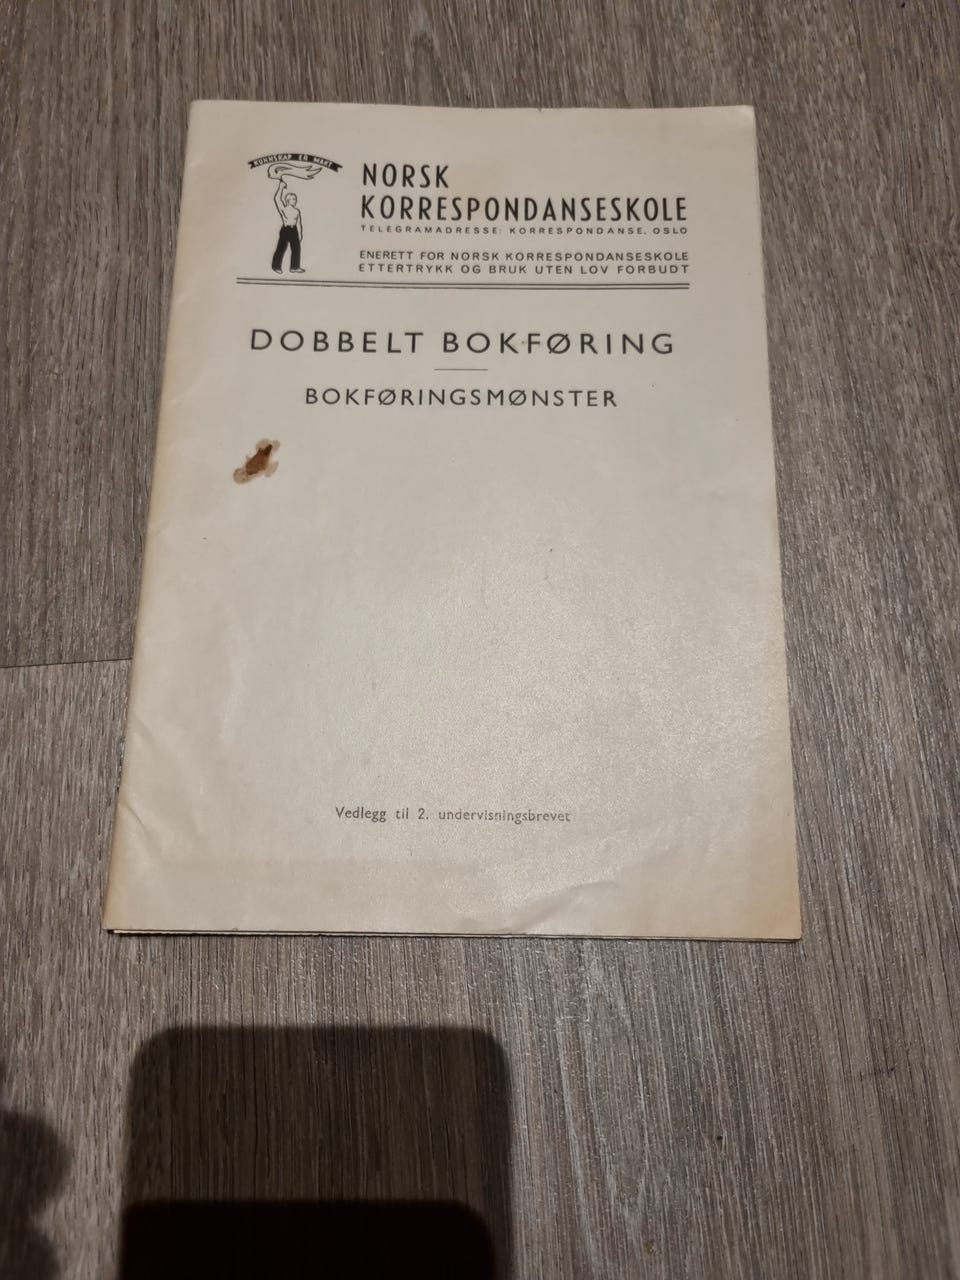 KUNNSKAP ER MAKT
NORSK
KORRESPONDANSESKOLE
TELEGRAMADRESSE: KORRESPONDANSE, OSLO
ENERETT FOR NORSK KORRESPONDANSESKOLE
ETTERTRYKK OG BRUK UTEN LOV FORBUDT
DOBBELT BOKFØRING
BOKFØRINGSMØNSTER
Vedlegg til 2. undervisningsbrevet